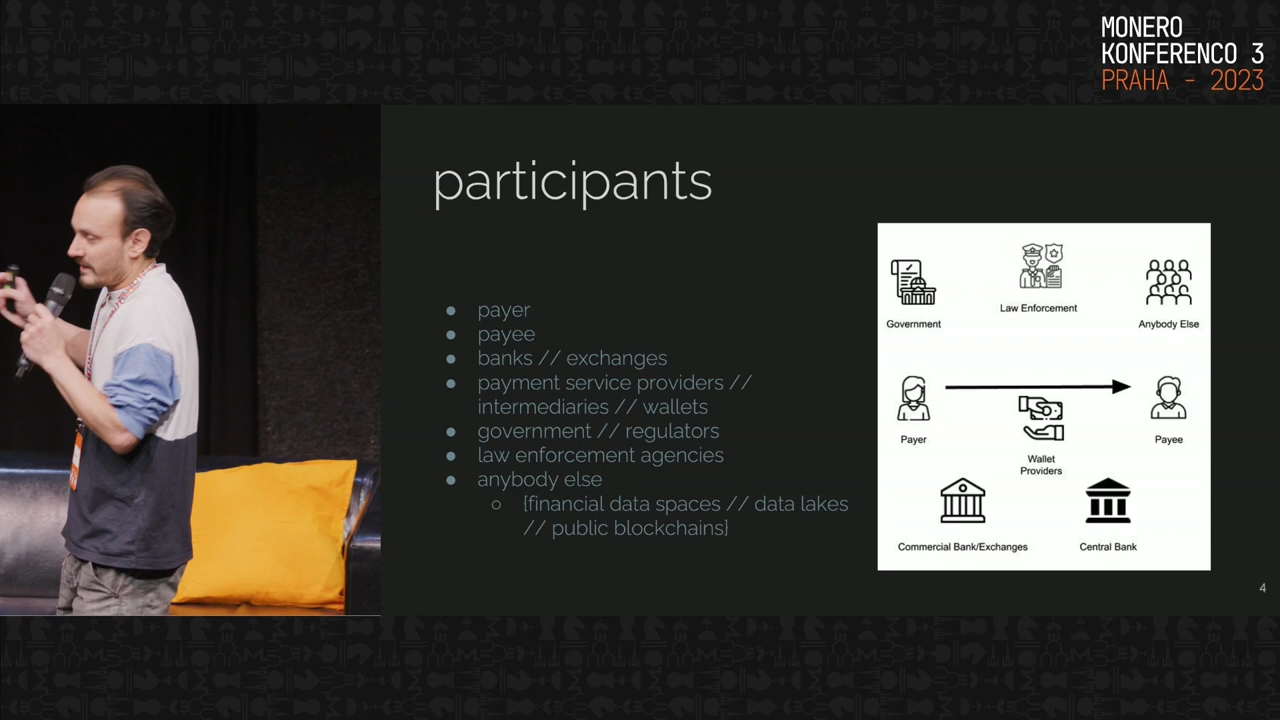 MONERO
KONFERENCO 3
PRAHA - 2023
participants
● payer
● payee
● banks // exchanges
● payment service providers //
intermediaries // wallets
● government // regulators
● law enforcement agencies
● anybody else
○ {financial data spaces // data lakes
// public blockchains}
Government
Law Enforcement
Anybody Else
Payer
Wallet
Providers
Payee
Commercial Bank/Exchanges
Central Bank
4